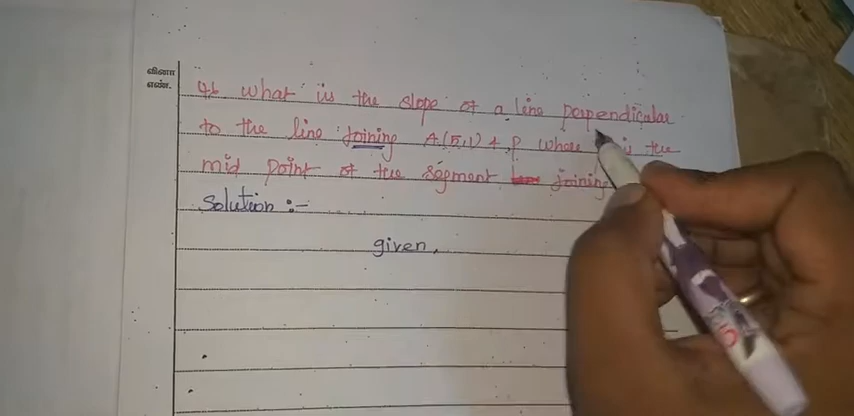 வினா
எண்.
4) what is the slope of a line perpendicular
to the line joining A(5,1) + P where is the
mid point of the segment joining
Solution :-
given,